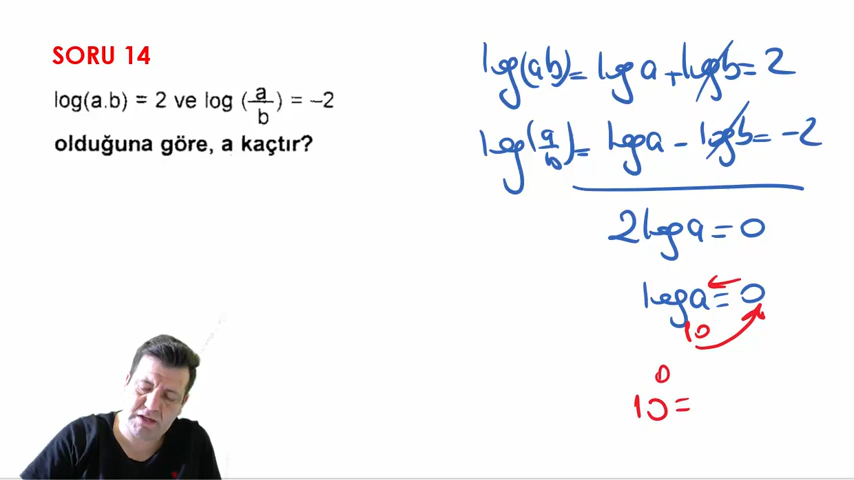 SORU 14
log(a.b) = 2 ve log (a/b) = −2
olduğuna göre, a kaçtır?
log(ab) = log a + log b = 2
log(a/b) = log a - log b = -2
2 log a = 0
log a = 0
10
10⁰ =